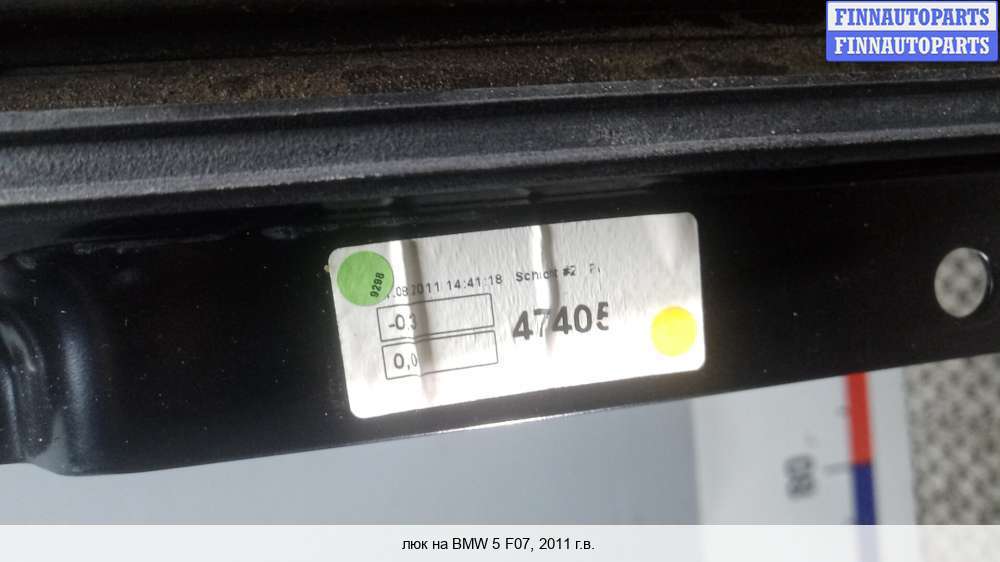 FINNAUTOPARTS
FINNAUTOPARTS
9298
.08.2011 14:41:18 Schicht #2
-0,3
47405
0,0
80
люк на BMW 5 F07, 2011 г.в.